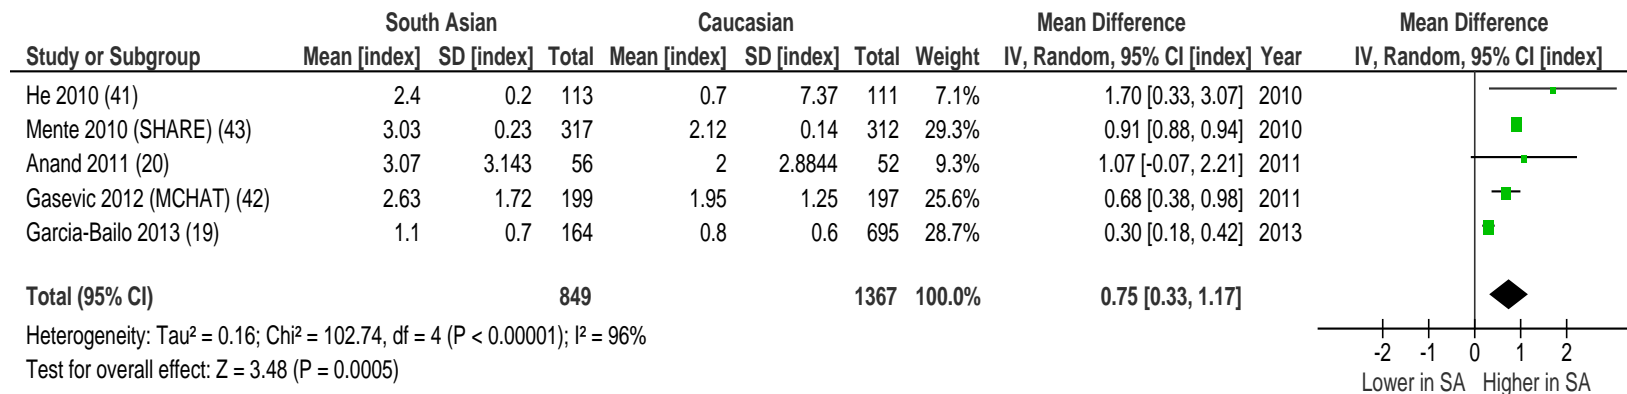 South Asian Caucasian Mean Difference Mean Difference
Study or Subgroup Mean [index] SD [index] Total Mean [index] SD [index] Total Weight IV, Random, 95% CI [index] Year IV, Random, 95% CI [index]
He 2010 (41) 2.4 0.2 113 0.7 7.37 111 7.1% 1.70 [0.33, 3.07] 2010
Mente 2010 (SHARE) (43) 3.03 0.23 317 2.12 0.14 312 29.3% 0.91 [0.88, 0.94] 2010
Anand 2011 (20) 3.07 3.143 56 2 2.8844 52 9.3% 1.07 [-0.07, 2.21] 2011
Gasevic 2012 (MCHAT) (42) 2.63 1.72 199 1.95 1.25 197 25.6% 0.68 [0.38, 0.98] 2011
Garcia-Bailo 2013 (19) 1.1 0.7 164 0.8 0.6 695 28.7% 0.30 [0.18, 0.42] 2013
Total (95% CI) 849 1367 100.0% 0.75 [0.33, 1.17]
Heterogeneity: Tau² = 0.16; Chi² = 102.74, df = 4 (P < 0.00001); I² = 96%
-2 -1 0 1 2
Test for overall effect: Z = 3.48 (P = 0.0005)
Lower in SA Higher in SA